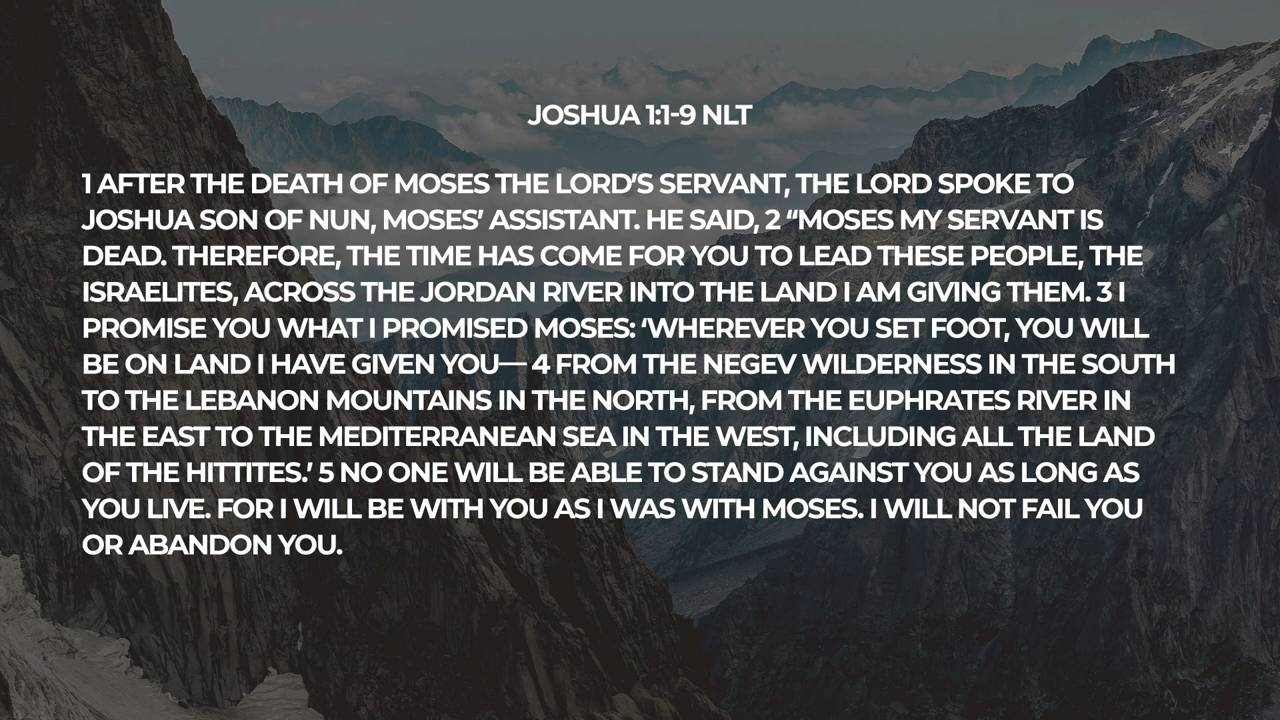 JOSHUA 1:1-9 NLT
1 AFTER THE DEATH OF MOSES THE LORD'S SERVANT, THE LORD SPOKE TO
JOSHUA SON OF NUN, MOSES' ASSISTANT. HE SAID, 2 “MOSES MY SERVANT IS
DEAD. THEREFORE, THE TIME HAS COME FOR YOU TO LEAD THESE PEOPLE, THE
ISRAELITES, ACROSS THE JORDAN RIVER INTO THE LAND I AM GIVING THEM. 3 I
PROMISE YOU WHAT I PROMISED MOSES: ‘WHEREVER YOU SET FOOT, YOU WILL
BE ON LAND I HAVE GIVEN YOU— 4 FROM THE NEGEV WILDERNESS IN THE SOUTH
TO THE LEBANON MOUNTAINS IN THE NORTH, FROM THE EUPHRATES RIVER IN
THE EAST TO THE MEDITERRANEAN SEA IN THE WEST, INCLUDING ALL THE LAND
OF THE HITTITES.’ 5 NO ONE WILL BE ABLE TO STAND AGAINST YOU AS LONG AS
YOU LIVE. FOR I WILL BE WITH YOU AS I WAS WITH MOSES. I WILL NOT FAIL YOU
OR ABANDON YOU.